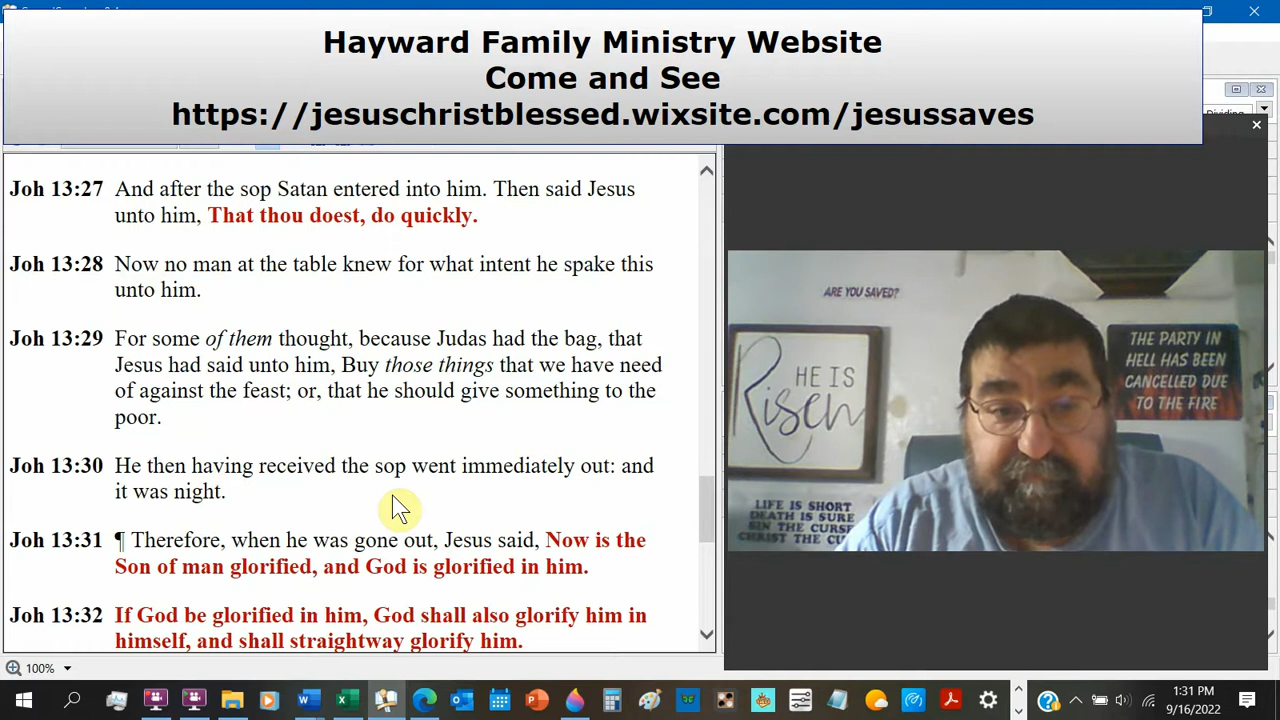 Hayward Family Ministry Website
Come and See
https://jesuschristblessed.wixsite.com/jesussaves
Dividing
Joh 13:27 And after the sop Satan entered into him. Then said Jesus
unto him, That thou doest, do quickly.
Joh 13:28 Now no man at the table knew for what intent he spake this
unto him.
Joh 13:29 For some of them thought, because Judas had the bag, that
Jesus had said unto him, Buy those things that we have need
of against the feast; or, that he should give something to the
poor.
Joh 13:30 He then having received the sop went immediately out: and
it was night.
Joh 13:31 ¶ Therefore, when he was gone out, Jesus said, Now is the
Son of man glorified, and God is glorified in him.
Joh 13:32 If God be glorified in him, God shall also glorify him in
himself, and shall straightway glorify him.
ARE YOU SAVED?
HE IS
Risen
THE PARTY IN
HELL HAS BEEN
CANCELLED DUE
TO THE FIRE
LIFE IS SHORT
DEATH IS SURE
SIN THE CURSE
CHRIST THE CU
100%
1:31 PM
9/16/2022